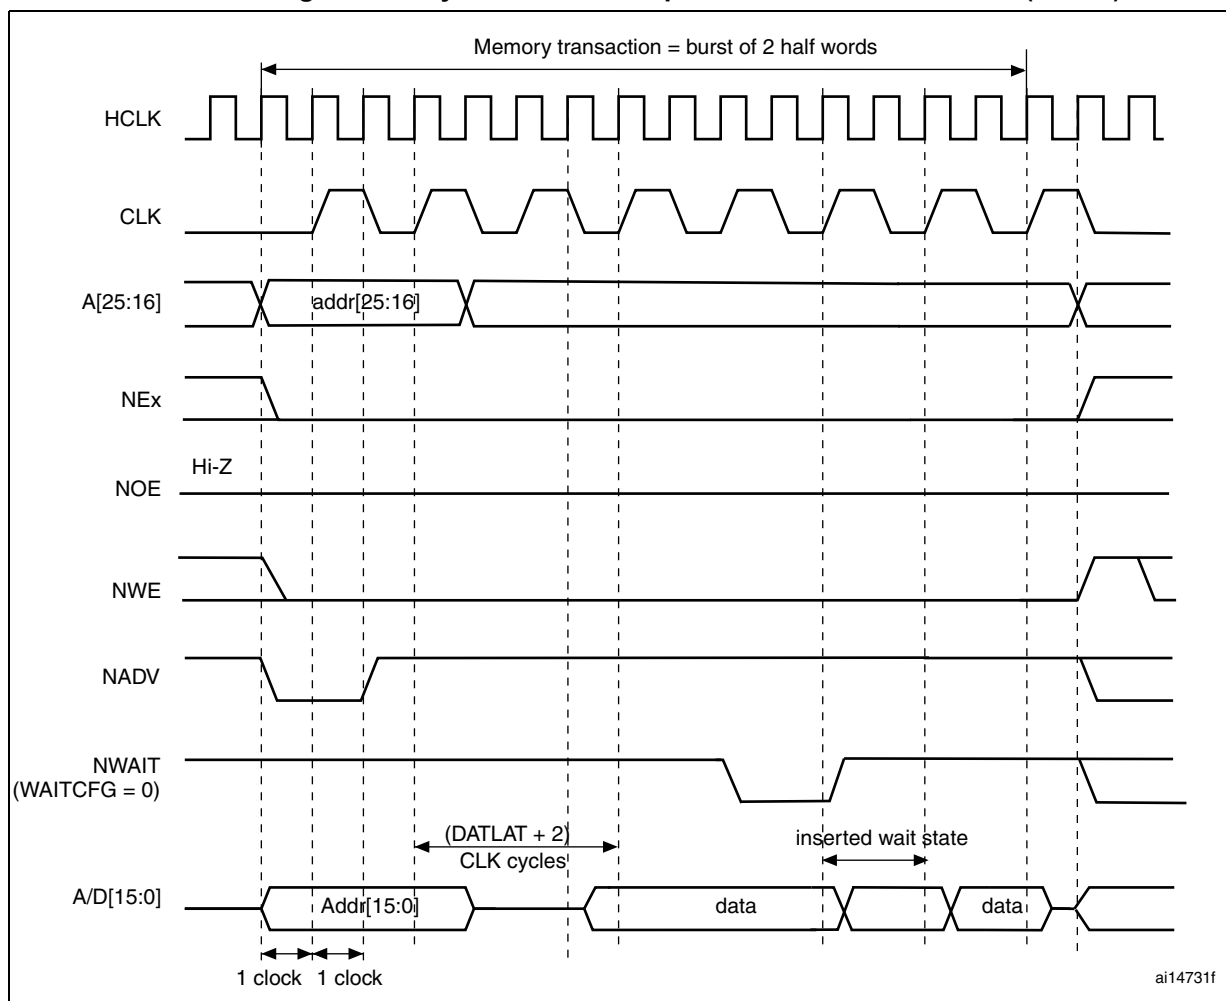 Memory transaction = burst of 2 half words
HCLK
CLK
A[25:16]
addr[25:16]
NEx
Hi-Z
NOE
NWE
NADV
NWAIT
(WAITCFG = 0)
(DATLAT + 2)
CLK cycles
inserted wait state
A/D[15:0]
Addr[15:0]
data
data
1 clock
1 clock
ai14731f